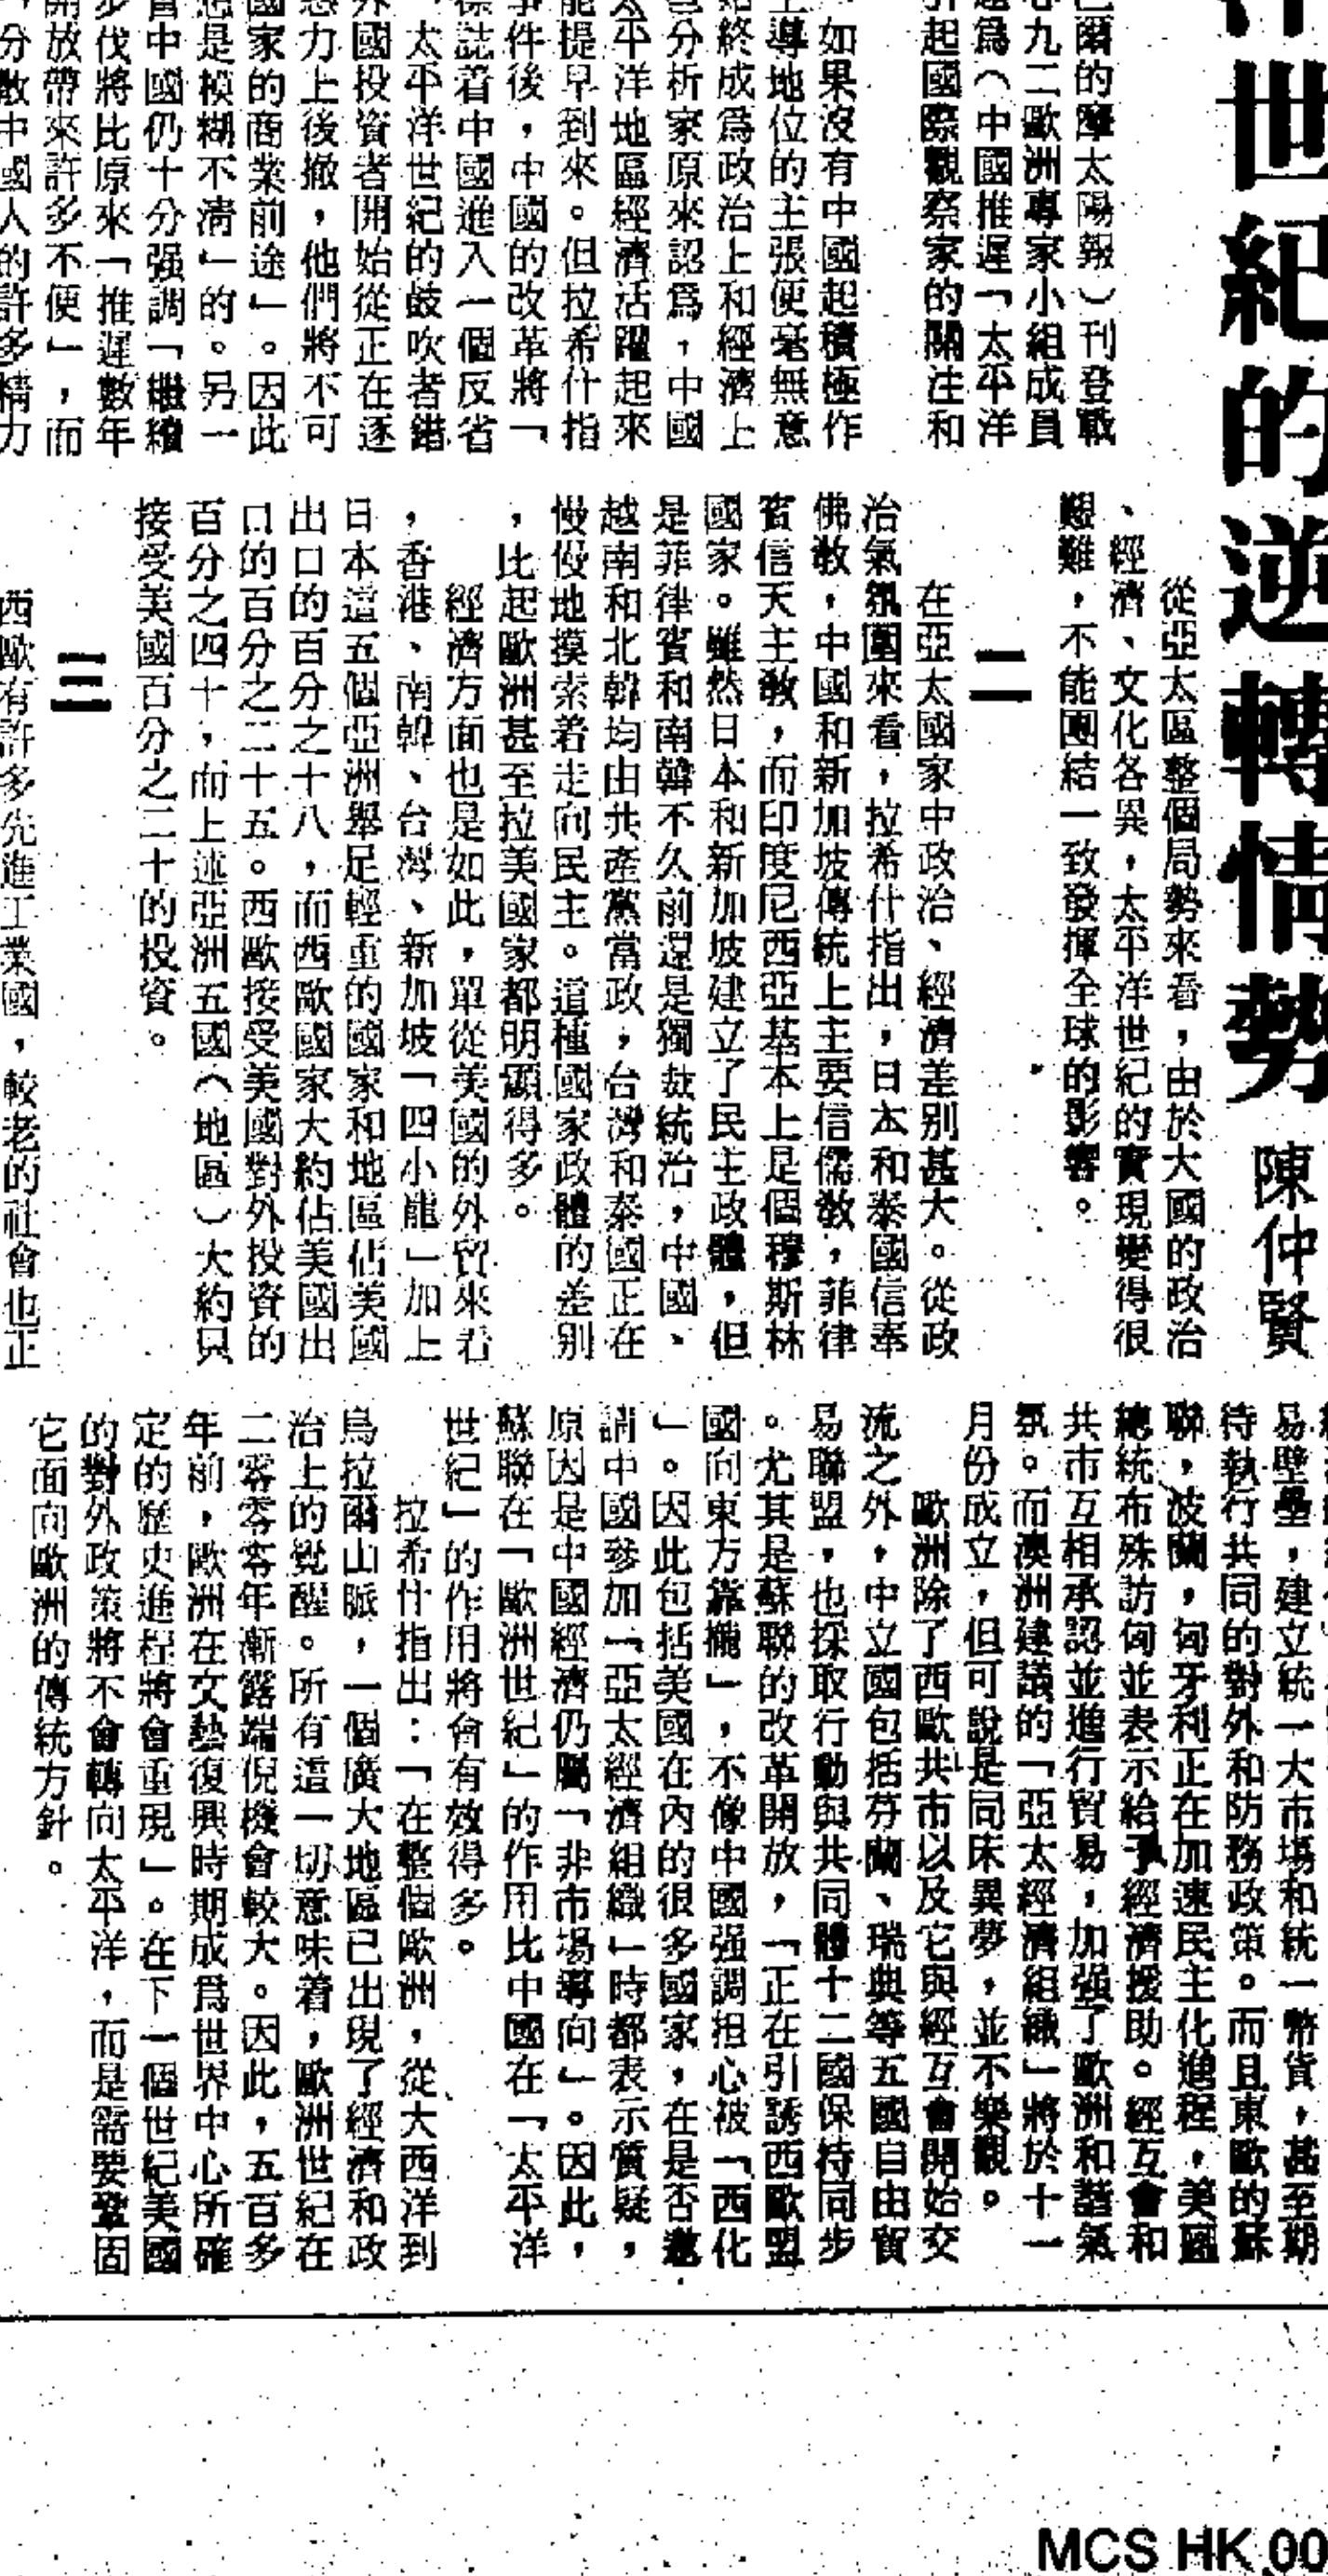 世紀的逆轉情勢
陳仲賢
巴爾的摩太陽報︶刊登戰
九二歐洲專家小組成員
爲︵中國推遲「太平洋
引起國際觀察家的關注和
如果沒有中國起積極作
主導地位的主張便毫無意
始終成爲政治上和經濟上
分析家原來認爲，中國
太平洋地區經濟活躍起來
能提早到來。但拉希什指
事件後，中國的改革將「
標誌着中國進入一個反省
太平洋世紀的鼓吹者錯
外國投資者開始從正在逐
力上後撤，他們將不可
國家的商業前途」。因此
是模糊不清」的。另一
當中國仍十分强調「繼續
步伐將比原來「推遲數年
開放帶來許多不便」，而
分散中國人的許多精力
從亞太區整個局勢來看，由於大國的政治
、經濟、文化各異，太平洋世紀的實現變得很
艱難，不能團結一致發揮全球的影響。
二
在亞太國家中政治、經濟差別甚大。從政
治氣氛圍來看，拉希什指出，日本和泰國信奉
佛敎，中國和新加坡傳統上主要信儒敎，菲律
賓信天主敎，而印度尼西亞基本上是個穆斯林
國家。雖然日本和新加坡建立了民主政體，但
是菲律賓和南韓不久前還是獨裁統治，中國、
越南和北韓均由共產黨當政，台灣和泰國正在
慢慢地摸索着走向民主。這種國家政體的差別
，比起歐洲甚至拉美國家都明顯得多。
經濟方面也是如此，單從美國的外貿來看
，香港、南韓、台灣、新加坡「四小龍」加上
日本這五個亞洲舉足輕重的國家和地區佔美國
出口的百分之十八，而西歐國家大約佔美國出
口的百分之二十五。西歐接受美國對外投資的
百分之四十，而上述亞洲五國︵地區︶大約只
接受美國百分之二十的投資。
三
西歐有許多先進工業國，較老的社會也正
易壁壘，建立統一大市場和統一幣貨，甚至期
待執行共同的對外和防務政策。而且東歐的蘇
聯，波蘭，匈牙利正在加速民主化進程，美國
總統布殊訪匈並表示給予經濟援助。經互會和
共市互相承認並進行貿易，加强了歐洲和諧氣
氛。而澳洲建議的「亞太經濟組織」將於十一
月份成立，但可說是同床異夢，並不樂觀。
歐洲除了西歐共市以及它與經互會開始交
流之外，中立國包括芬蘭、瑞典等五國自由貿
易聯盟，也採取行動與共同體十二國保持同步
。尤其是蘇聯的改革開放，「正在引誘西歐盟
國向東方靠攏」，不像中國强調担心被「西化
」。因此包括美國在內的很多國家，在是否邀
請中國參加「亞太經濟組織」時都表示質疑，
原因是中國經濟仍屬「非市場導向」。因此，
蘇聯在「歐洲世紀」的作用比中國在「太平洋
世紀」的作用將會有效得多。
拉希什指出：「在整個歐洲，從大西洋到
烏拉爾山脈，一個廣大地區已出現了經濟和政
治上的覺醒。所有這一切意味着，歐洲世紀在
二零零零年漸露端倪機會較大。因此，五百多
年前，歐洲在文藝復興時期成爲世界中心所確
定的歷史進程將會重現」。在下一個世紀美國
的對外政策將不會轉向太平洋，而是需要鞏固
它面向歐洲的傳統方針。
MCS HK 00